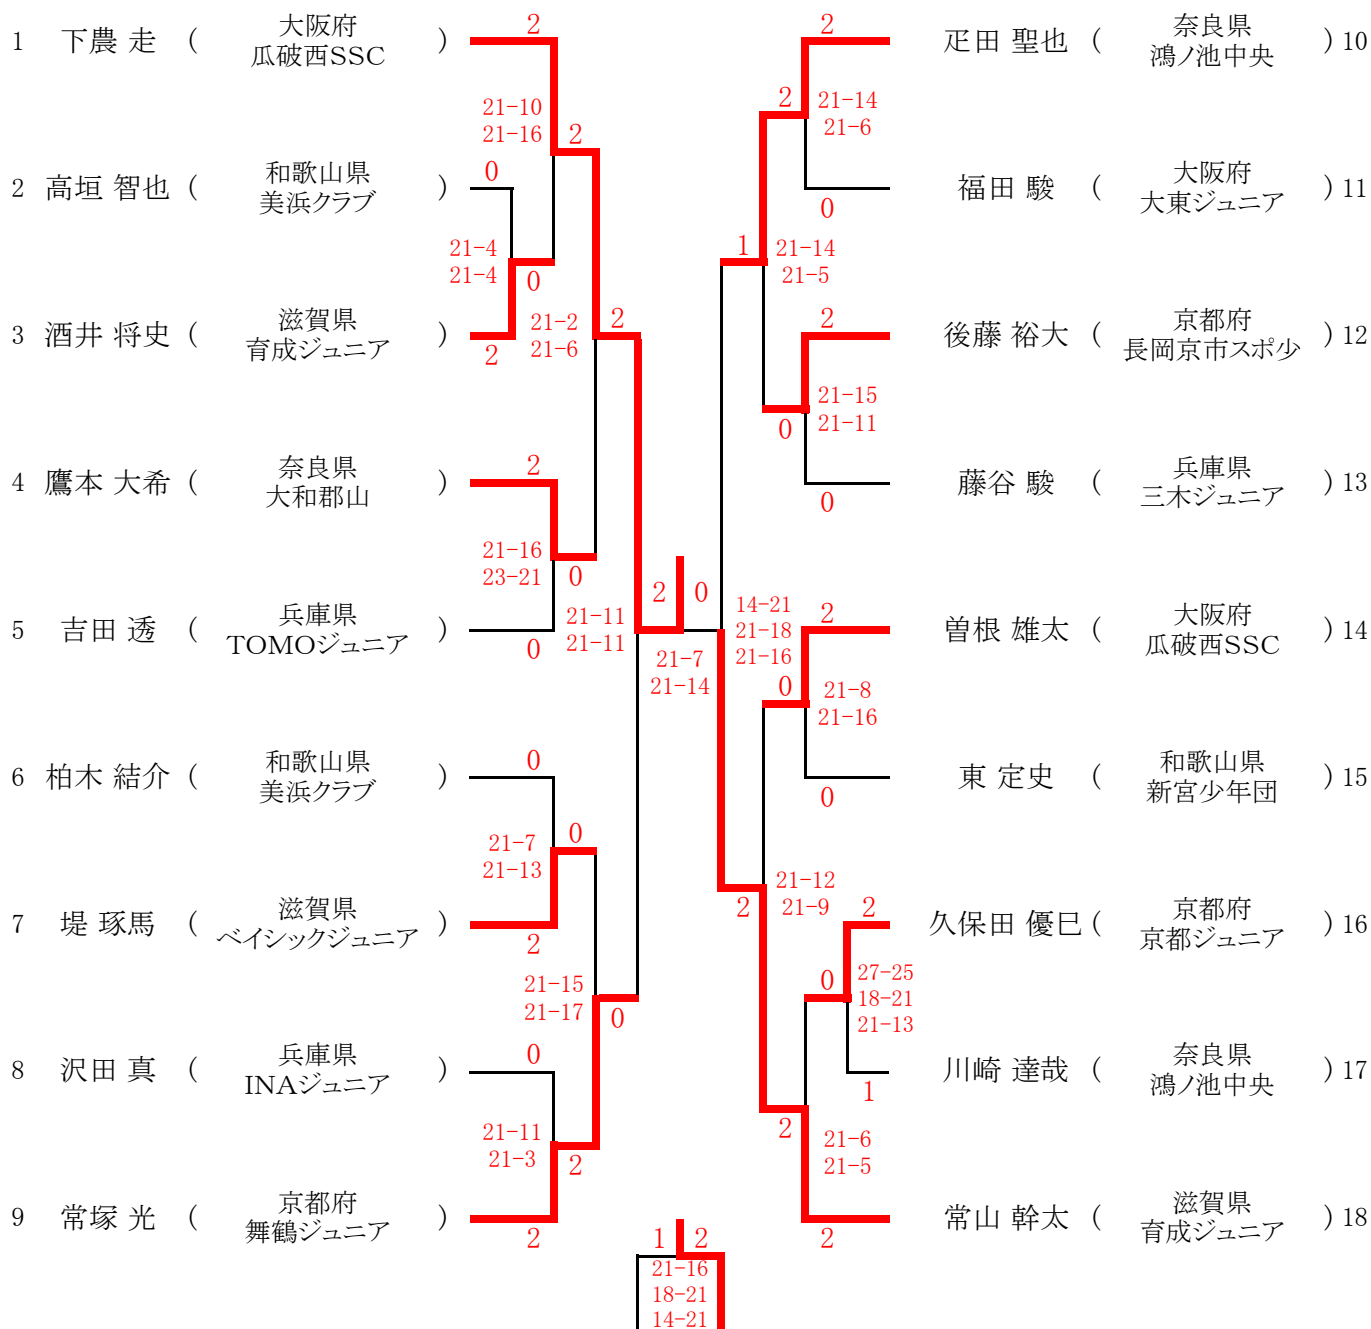 1 下農 走 ( 大阪府 瓜破西SSC ) 2
21-10
21-16 2
2 高垣 智也 ( 和歌山県 美浜クラブ ) 0
21-4
21-4 0
3 酒井 将史 ( 滋賀県 育成ジュニア ) 2
21-2
21-6 2
4 鷹本 大希 ( 奈良県 大和郡山 ) 2
21-16
23-21 0
5 吉田 透 ( 兵庫県 TOMOジュニア ) 0
21-11
21-11
6 柏木 結介 ( 和歌山県 美浜クラブ ) 0
21-7
21-13 0
7 堤 琢馬 ( 滋賀県 ベイシックジュニア ) 2
21-15
21-17 0
8 沢田 真 ( 兵庫県 INAジュニア ) 0
21-11
21-3 2
9 常塚 光 ( 京都府 舞鶴ジュニア ) 2
2 0
21-7
21-14
2 疋田 聖也 ( 奈良県 鴻ノ池中央 ) 10
2 21-14
21-6
0 福田 駿 ( 大阪府 大東ジュニア ) 11
1 21-14
21-5
2 後藤 裕大 ( 京都府 長岡京市スポ少 ) 12
21-15
0 21-11
0 藤谷 駿 ( 兵庫県 三木ジュニア ) 13
14-21
21-18
21-16
2 曽根 雄太 ( 大阪府 瓜破西SSC ) 14
0 21-8
21-16
0 東 定史 ( 和歌山県 新宮少年団 ) 15
21-12
2 21-9
2 久保田 優巳 ( 京都府 京都ジュニア ) 16
0 27-25
18-21
21-13
1 川崎 達哉 ( 奈良県 鴻ノ池中央 ) 17
2 21-6
21-5
2 常山 幹太 ( 滋賀県 育成ジュニア ) 18
1 2
21-16
18-21
14-21